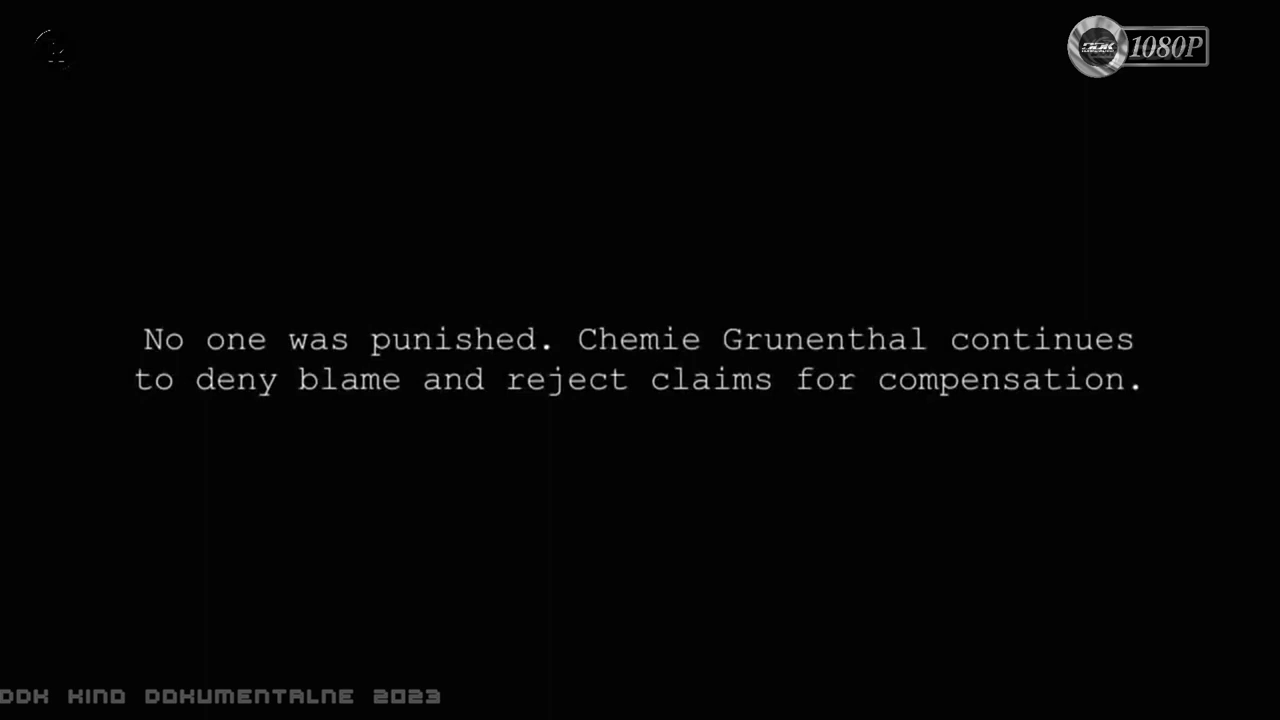 1080P
No one was punished. Chemie Grunenthal continues
to deny blame and reject claims for compensation.
DDK KINO DOKUMENTALNE 2023